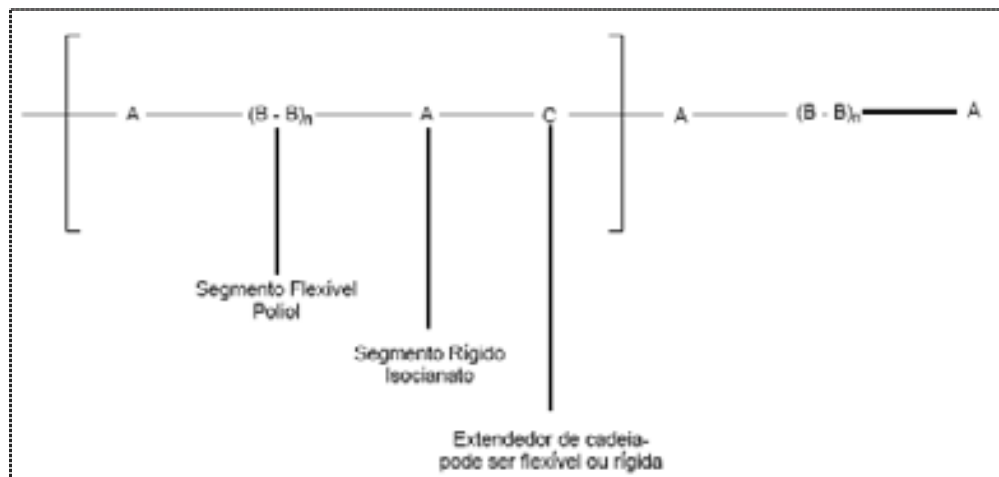 A (B - B)n A C A (B - B)n A
Segmento Flexível
Poliol
Segmento Rígido
Isocianato
Extendedor de cadeia-
pode ser flexível ou rígida